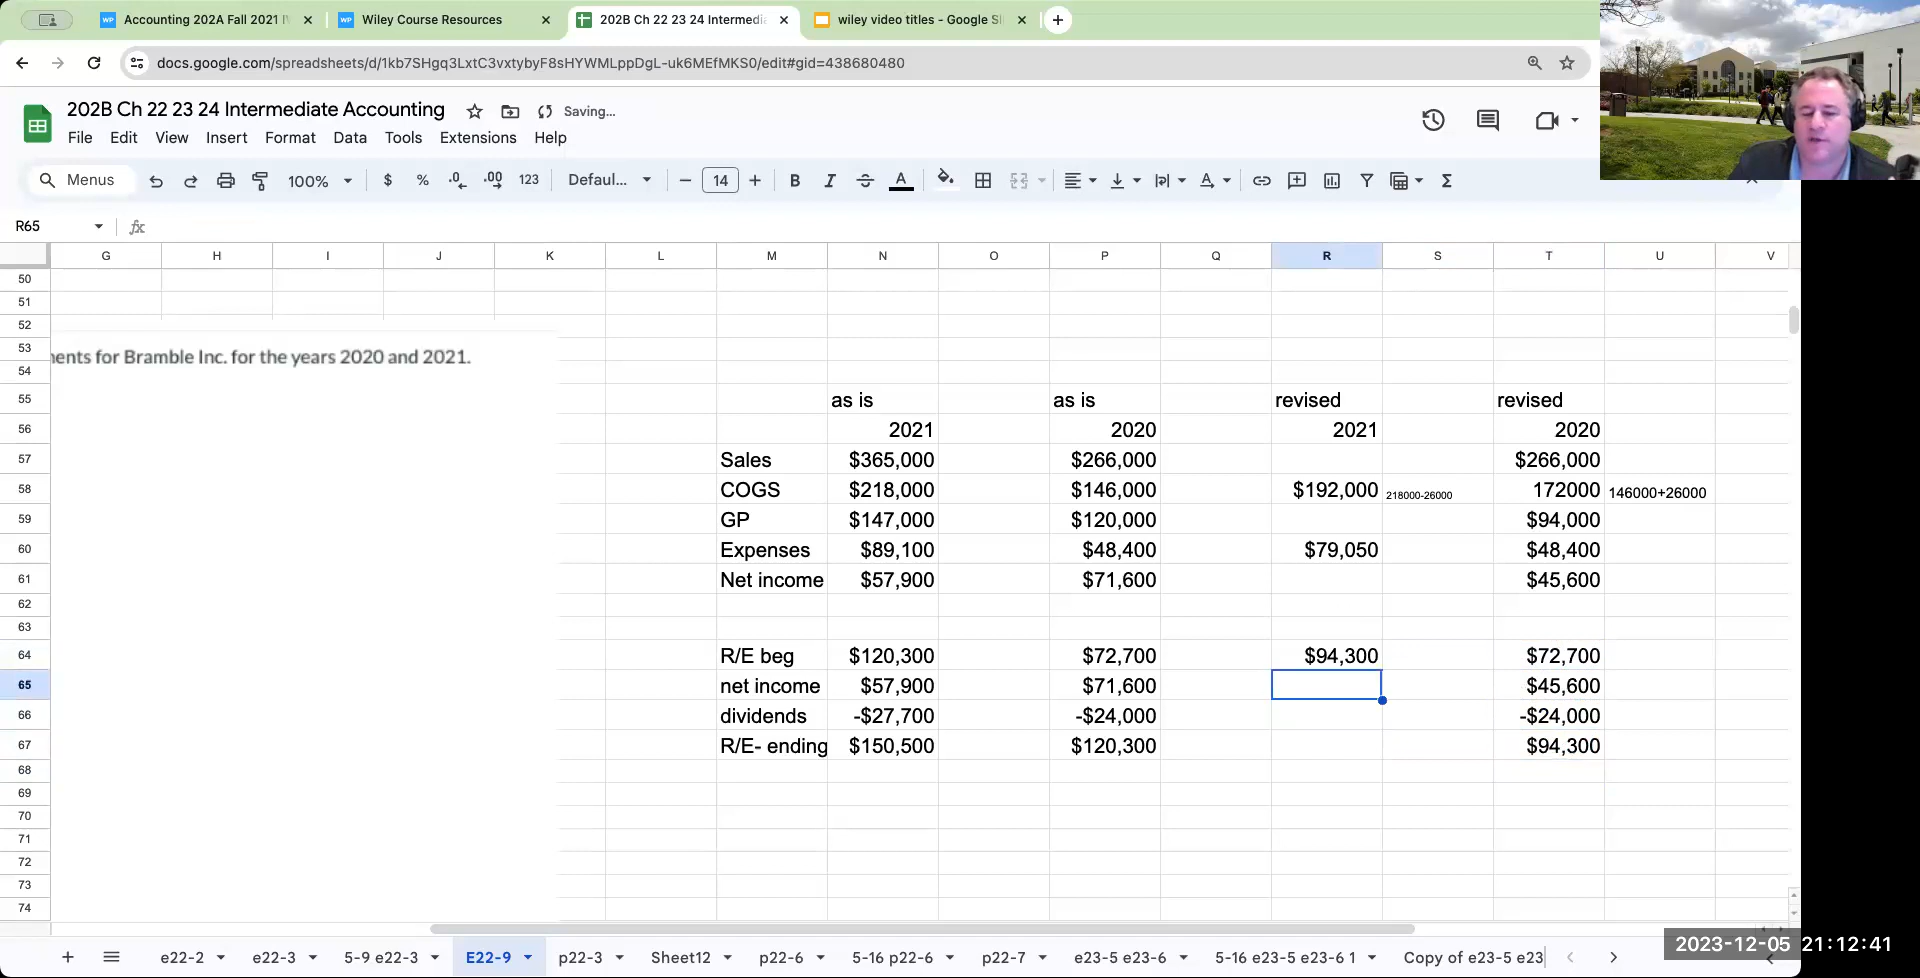 Accounting 202A Fall 2021
Wiley Course Resources
202B Ch 22 23 24 Intermedi
wiley video titles - Google Sl
docs.google.com/spreadsheets/d/1kb7SHgq3LxtC3vxtybyF8sHYWMLppDgL-uk6MEfMKS0/edit#gid=438680480
202B Ch 22 23 24 Intermediate Accounting
Saving...
File Edit View Insert Format Data Tools Extensions Help
Menus 100% $ % .0 .00 123 Defaul... 14 B I A Σ
R65 fx
G H I J K L M N O P Q R S T U V
50
51
52
53 ents for Bramble Inc. for the years 2020 and 2021.
54
55 as is as is revised revised
56 2021 2020 2021 2020
57 Sales $365,000 $266,000 $266,000
58 COGS $218,000 $146,000 $192,000 218000-26000 172000 146000+26000
59 GP $147,000 $120,000 $94,000
60 Expenses $89,100 $48,400 $79,050 $48,400
61 Net income $57,900 $71,600 $45,600
62
63
64 R/E beg $120,300 $72,700 $94,300 $72,700
65 net income $57,900 $71,600 $45,600
66 dividends -$27,700 -$24,000 -$24,000
67 R/E- ending $150,500 $120,300 $94,300
68
69
70
71
72
73
74
e22-2 e22-3 5-9 e22-3 E22-9 p22-3 Sheet12 p22-6 5-16 p22-6 p22-7 e23-5 e23-6 5-16 e23-5 e23-6 1 Copy of e23-5 e23
2023-12-05 21:12:41